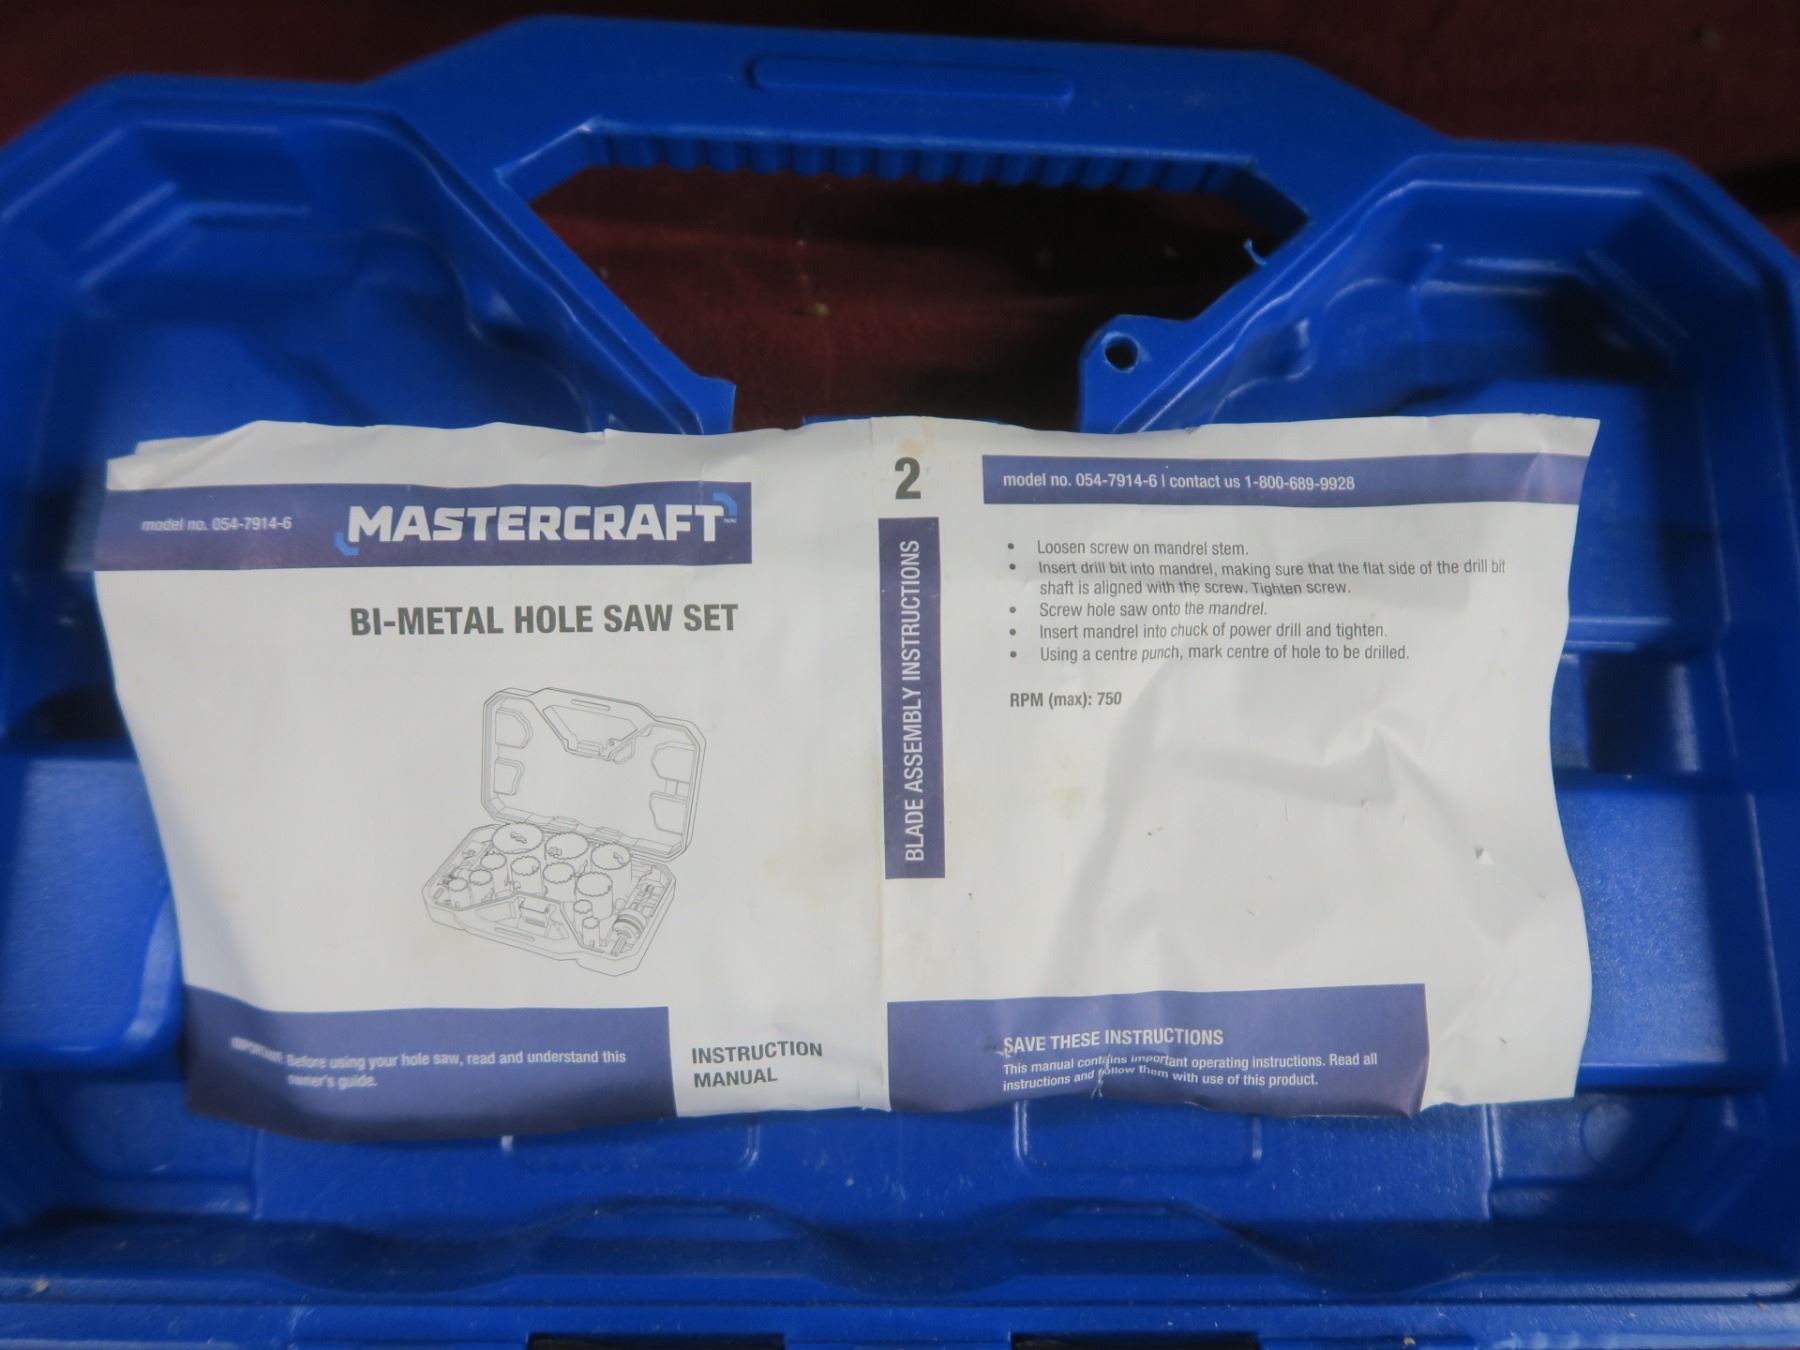 model no. 054-7914-6
MASTERCRAFT
BI-METAL HOLE SAW SET
IMPORTANT: Before using your hole saw, read and understand this
owner's guide.
INSTRUCTION
MANUAL
2
BLADE ASSEMBLY INSTRUCTIONS
model no. 054-7914-6 | contact us 1-800-689-9928
• Loosen screw on mandrel stem.
• Insert drill bit into mandrel, making sure that the flat side of the drill bit
shaft is aligned with the screw. Tighten screw.
• Screw hole saw onto the mandrel.
• Insert mandrel into chuck of power drill and tighten.
• Using a centre punch, mark centre of hole to be drilled.
RPM (max): 750
SAVE THESE INSTRUCTIONS
This manual contains important operating instructions. Read all
instructions and follow them with use of this product.